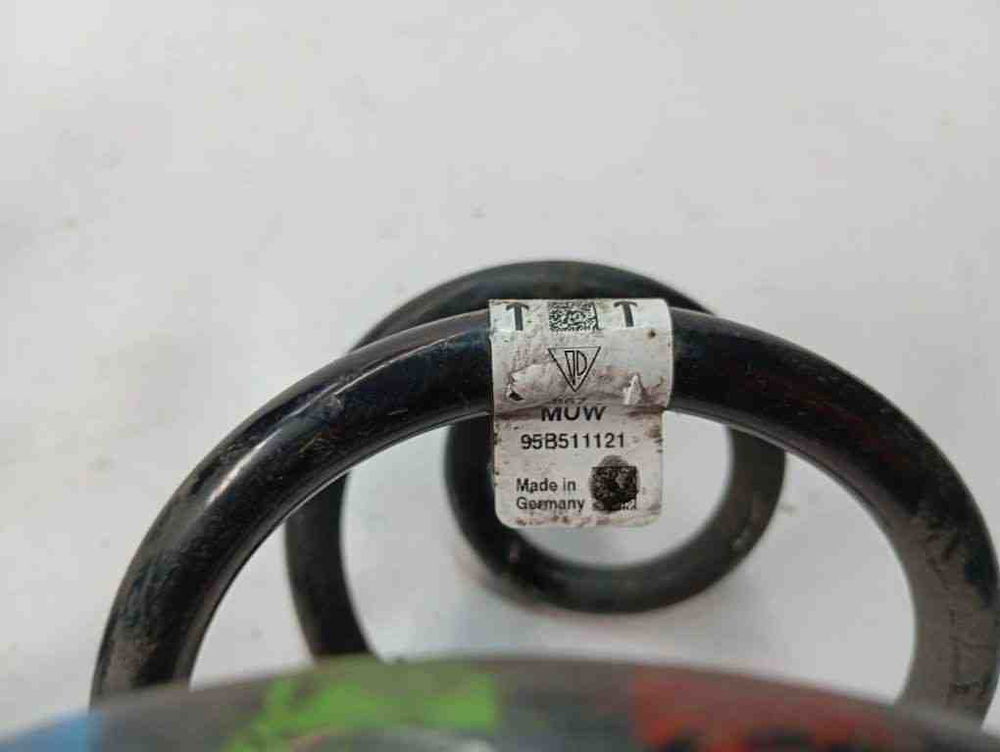 T T
MUW
95B511121
Made in
Germany